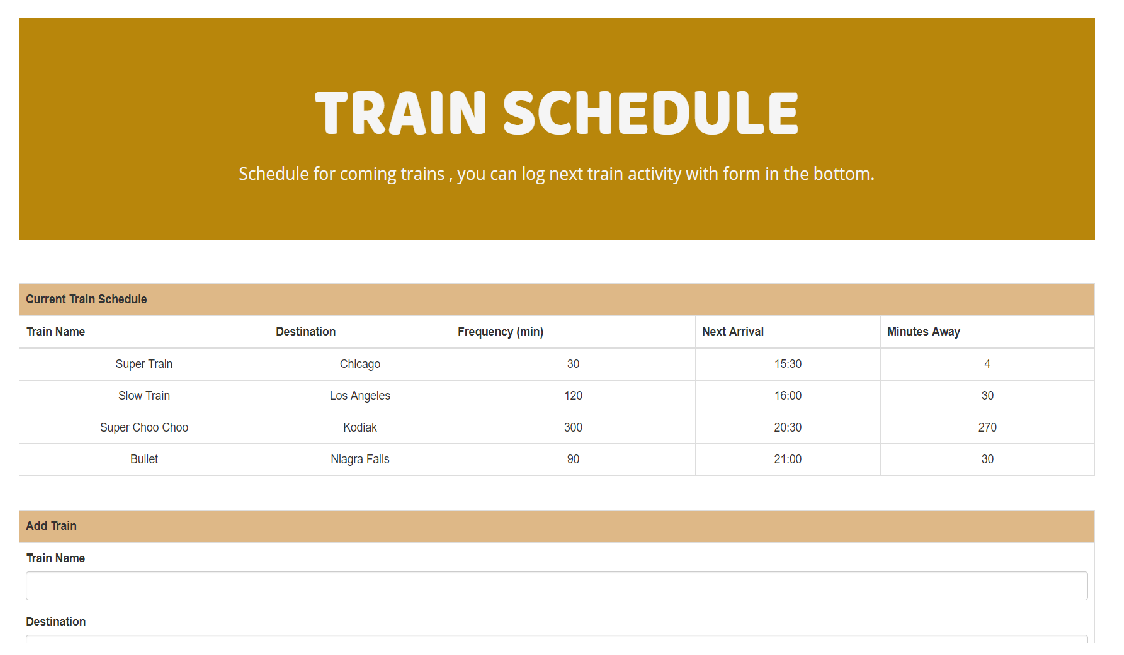 TRAIN SCHEDULE
Schedule for coming trains , you can log next train activity with form in the bottom.
Current Train Schedule
Train Name Destination Frequency (min) Next Arrival Minutes Away
Super Train Chicago 30 15:30 4
Slow Train Los Angeles 120 16:00 30
Super Choo Choo Kodiak 300 20:30 270
Bullet Niagra Falls 90 21:00 30
Add Train
Train Name
Destination